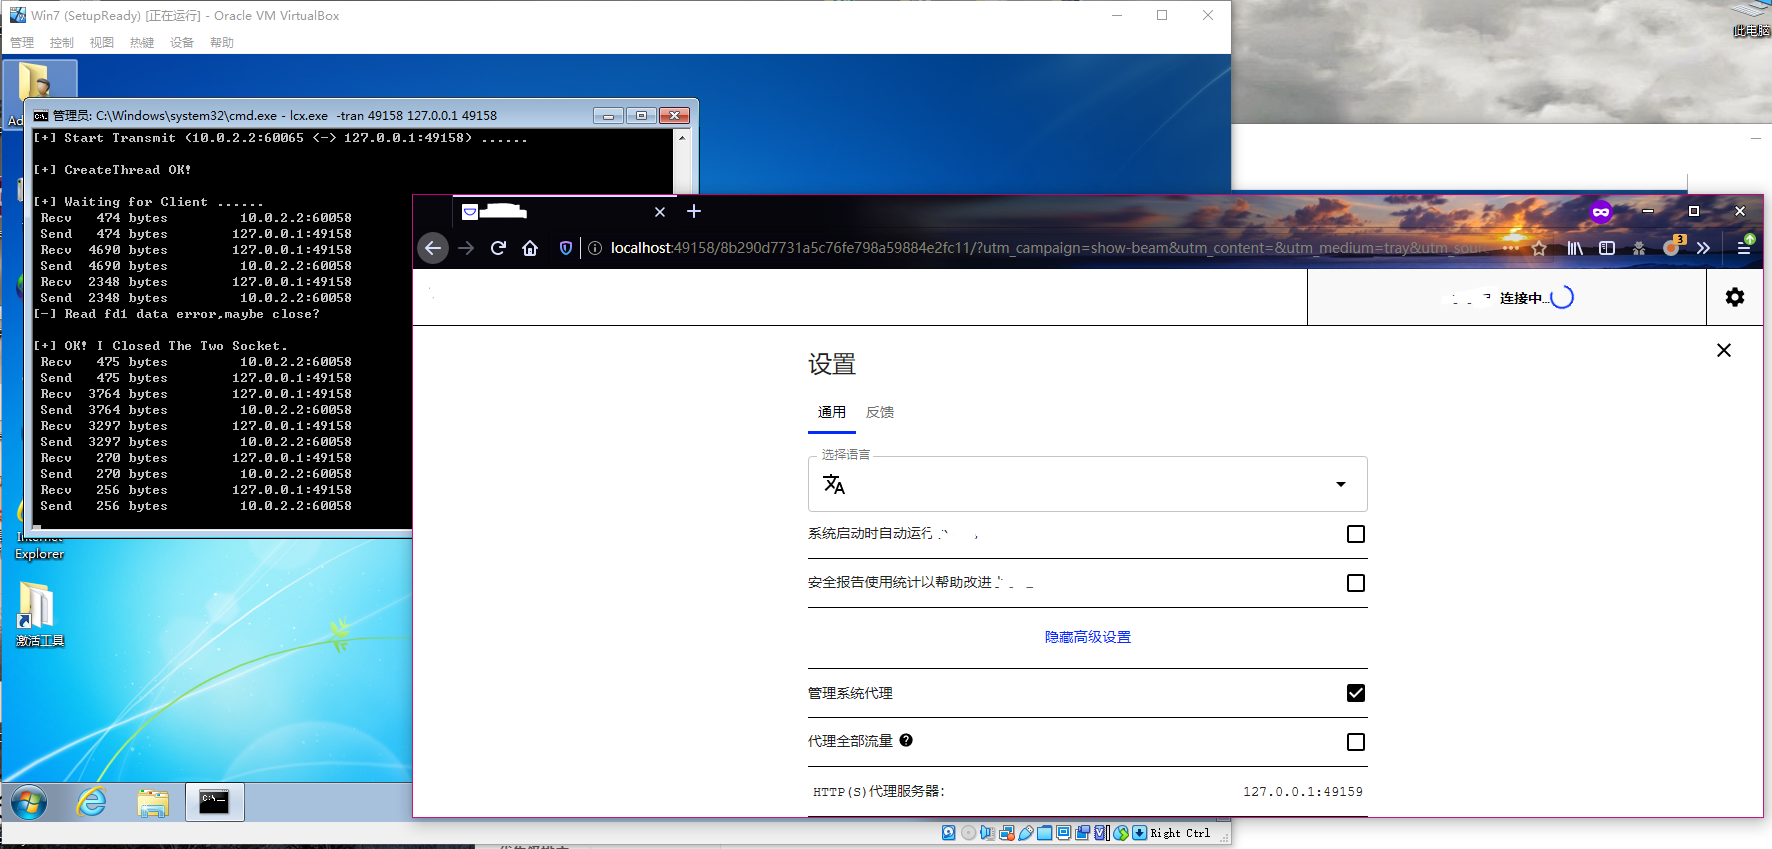 Win7 (SetupReady) [正在运行] - Oracle VM VirtualBox
管理 控制 视图 热键 设备 帮助
此电脑
管理员: C:\Windows\system32\cmd.exe - lcx.exe -tran 49158 127.0.0.1 49158
[+] Start Transmit (10.0.2.2:60065 <-> 127.0.0.1:49158) ......
[+] CreateThread OK!
[+] Waiting for Client ......
Recv 474 bytes 10.0.2.2:60058
Send 474 bytes 127.0.0.1:49158
Recv 4690 bytes 127.0.0.1:49158
Send 4690 bytes 10.0.2.2:60058
Recv 2348 bytes 127.0.0.1:49158
Send 2348 bytes 10.0.2.2:60058
[-] Read fd1 data error,maybe close?
[+] OK! I Closed The Two Socket.
Recv 475 bytes 10.0.2.2:60058
Send 475 bytes 127.0.0.1:49158
Recv 3764 bytes 127.0.0.1:49158
Send 3764 bytes 10.0.2.2:60058
Recv 3297 bytes 127.0.0.1:49158
Send 3297 bytes 10.0.2.2:60058
Recv 270 bytes 127.0.0.1:49158
Send 270 bytes 10.0.2.2:60058
Recv 256 bytes 127.0.0.1:49158
Send 256 bytes 10.0.2.2:60058
Internet
Explorer
激活工具
localhost:49158/8b290d7731a5c76fe798a59884e2fc11/?utm_campaign=show-beam&utm_content=&utm_medium=tray&utm_sou
3
连接中...
设置
通用 反馈
选择语言
系统启动时自动运行
安全报告使用统计以帮助改进
隐藏高级设置
管理系统代理
代理全部流量
HTTP(S)代理服务器: 127.0.0.1:49159
Right Ctrl